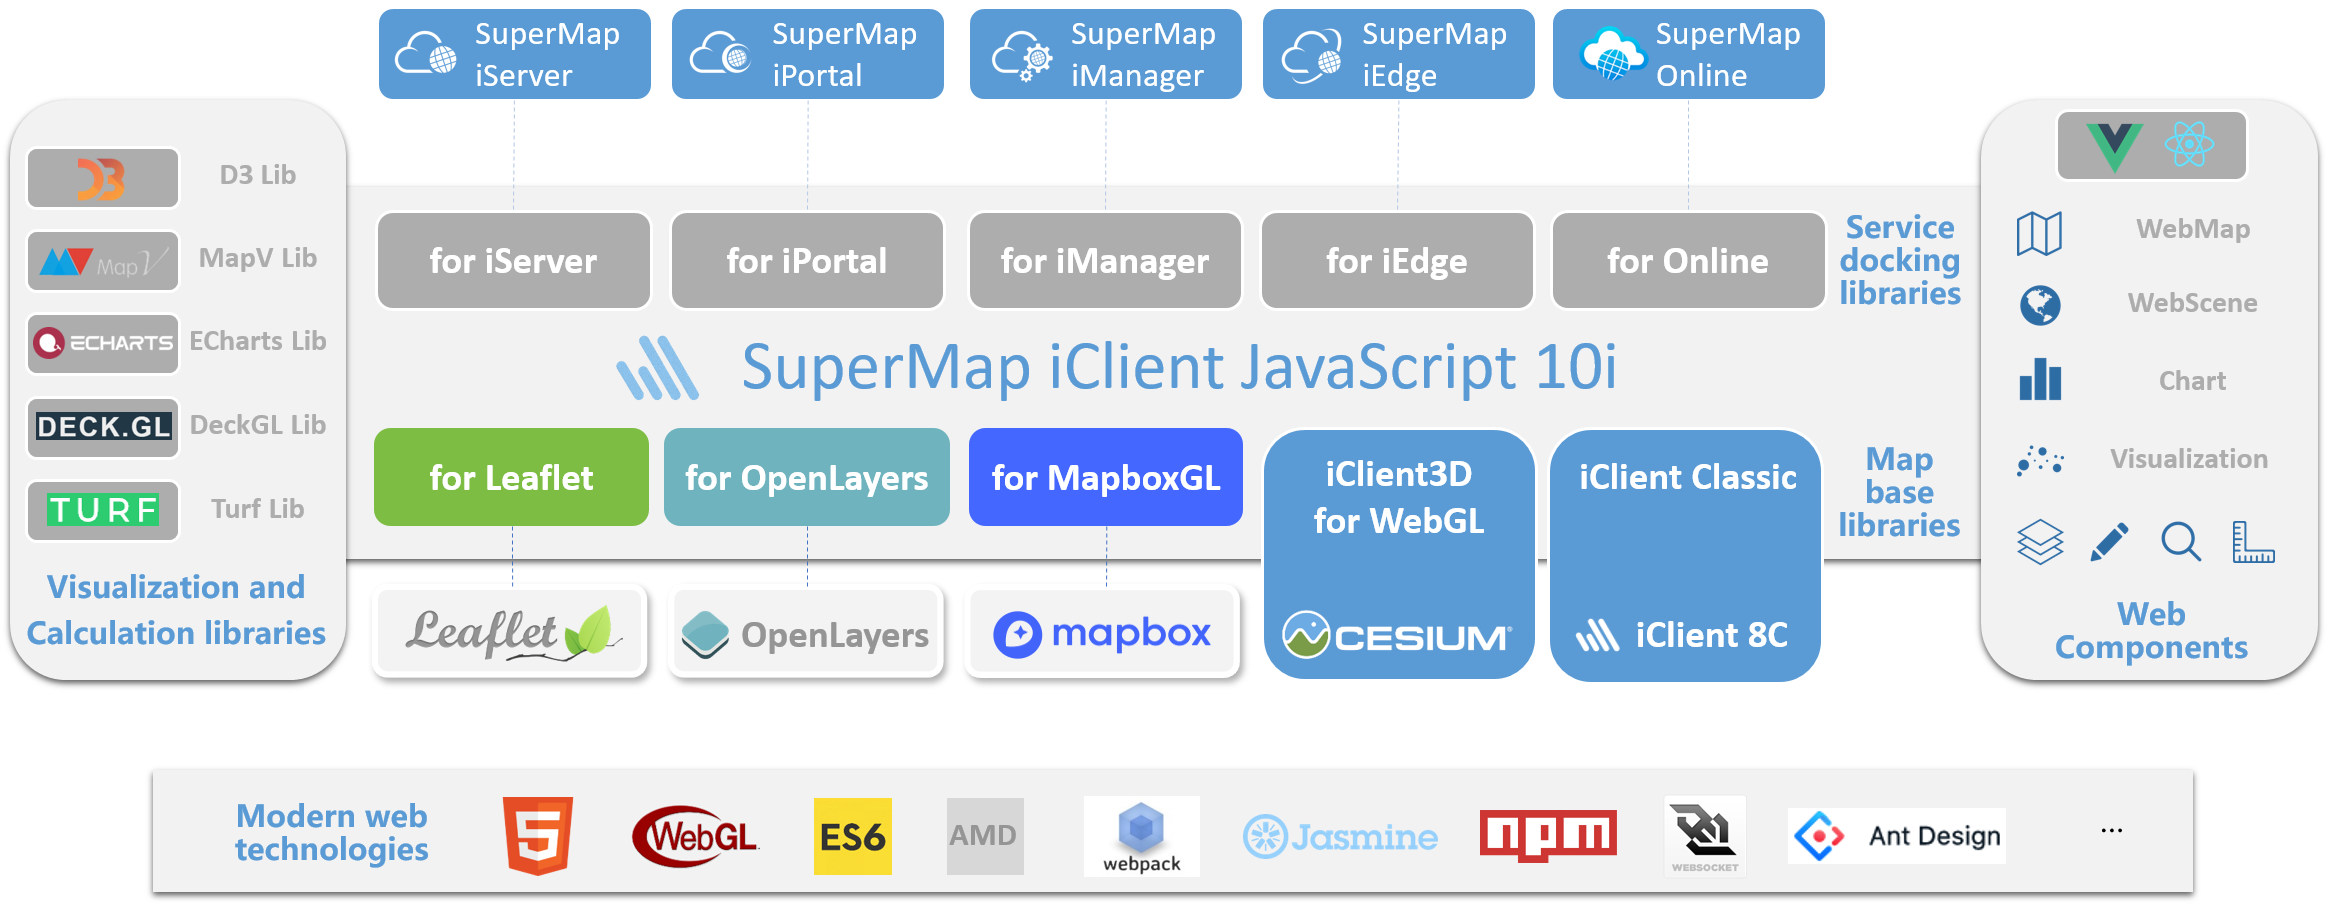 SuperMap
iServer
SuperMap
iPortal
SuperMap
iManager
SuperMap
iEdge
SuperMap
Online
D3 Lib
MapV
MapV Lib
ECHARTS
ECharts Lib
DECK.GL
DeckGL Lib
TURF
Turf Lib
Visualization and
Calculation libraries
for iServer
for iPortal
for iManager
for iEdge
for Online
Service
docking
libraries
SuperMap iClient JavaScript 10i
for Leaflet
for OpenLayers
for MapboxGL
iClient3D
for WebGL
iClient Classic
Map
base
libraries
Leaflet
OpenLayers
mapbox
CESIUM®
iClient 8C
WebMap
WebScene
Chart
Visualization
Web
Components
Modern web
technologies
5
WebGL
ES6
AMD
webpack
Jasmine
npm
WEBSOCKET
Ant Design
...